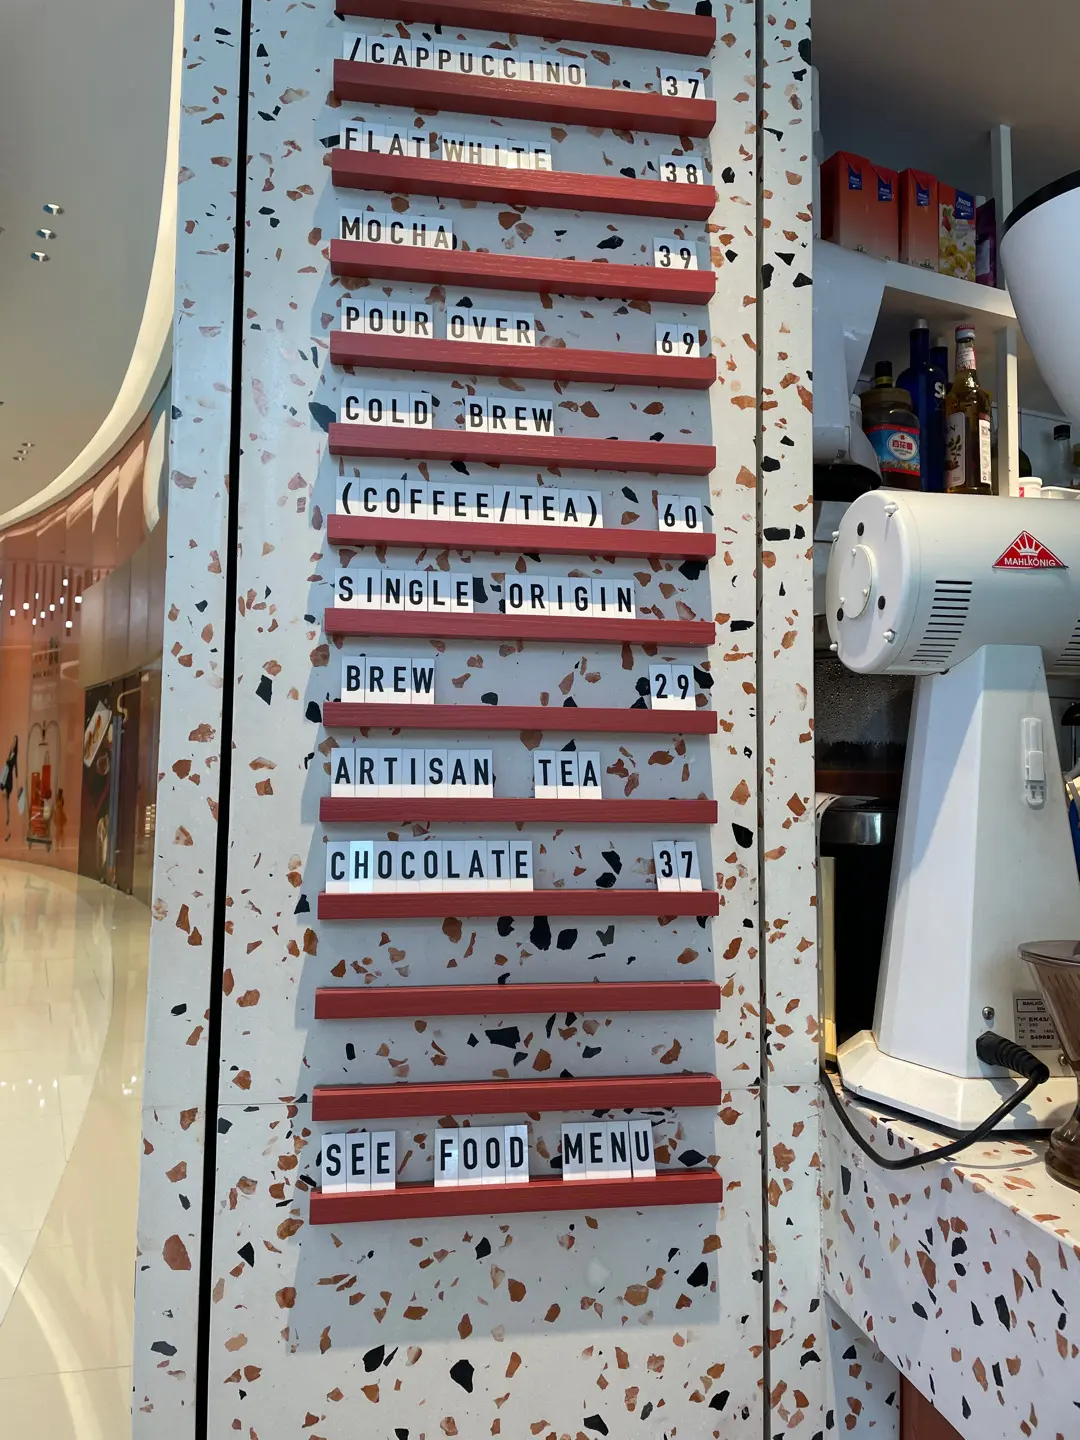 /CAPPUCCINO 37
FLAT WHITE 38
MOCHA 39
POUR OVER 69
COLD BREW
(COFFEE/TEA) 60
SINGLE ORIGIN
BREW 29
ARTISAN TEA
CHOCOLATE 37
SEE FOOD MENU
MAHLKÖNIG